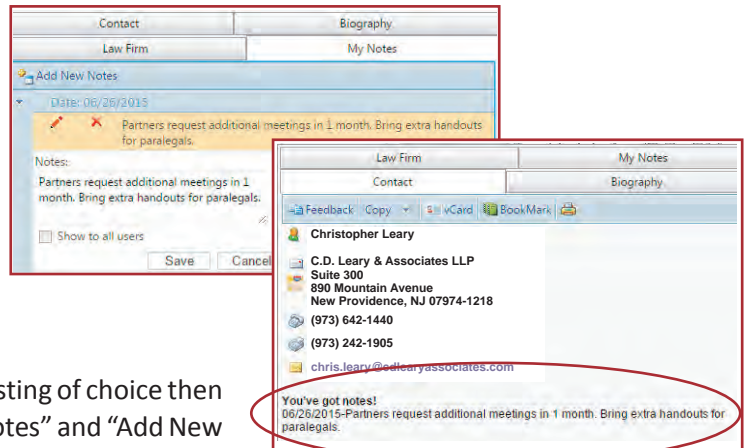 Contact Biography
Law Firm My Notes
Add New Notes
Date: 06/26/2015
Partners request additional meetings in 1 month. Bring extra handouts
for paralegals.
Notes:
Partners request additional meetings in 1
month. Bring extra handouts for paralegals.
Show to all users
Save Cancel
Law Firm My Notes
Contact Biography
Feedback Copy vCard BookMark
Christopher Leary
C.D. Leary & Associates LLP
Suite 300
890 Mountain Avenue
New Providence, NJ 07974-1218
(973) 642-1440
(973) 242-1905
chris.leary@cdlearyassociates.com
You've got notes!
06/26/2015-Partners request additional meetings in 1 month. Bring extra handouts for
paralegals.
sting of choice then
otes” and “Add New